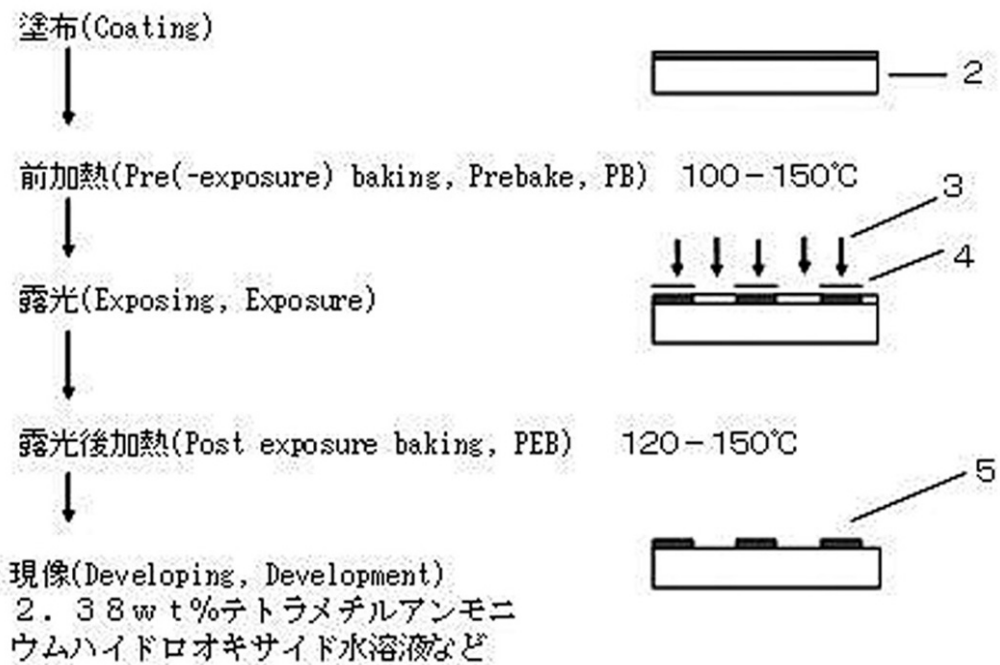 塗布(Coating)
2
前加熱(Pre(-exposure) baking, Prebake, PB) 100-150℃
3
4
露光(Exposing, Exposure)
露光後加熱(Post exposure baking, PEB) 120-150℃
5
現像(Developing, Development)
2.38wt%テトラメチルアンモニ
ウムハイドロオキサイド水溶液など